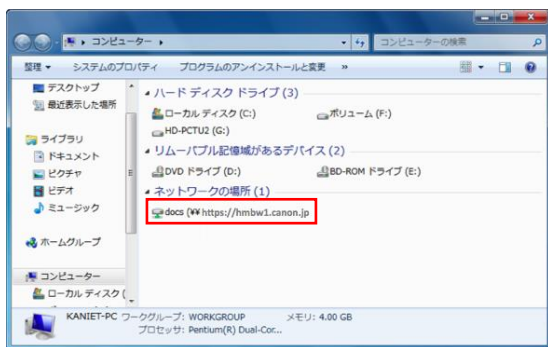 コンピューター
コンピューターの検索
整理 システムのプロパティ プログラムのアンインストールと変更 »
デスクトップ
最近表示した場所
ライブラリ
ドキュメント
ピクチャ
ビデオ
ミュージック
ホームグループ
コンピューター
ローカル ディスク (
ハード ディスク ドライブ (3)
ローカル ディスク (C:) ボリューム (F:)
HD-PCTU2 (G:)
リムーバブル記憶域があるデバイス (2)
DVD ドライブ (D:) BD-ROM ドライブ (E:)
ネットワークの場所 (1)
docs (¥¥ https://hmbw1.canon.jp
KANIET-PC ワークグループ: WORKGROUP メモリ: 4.00 GB
プロセッサ: Pentium(R) Dual-Cor...